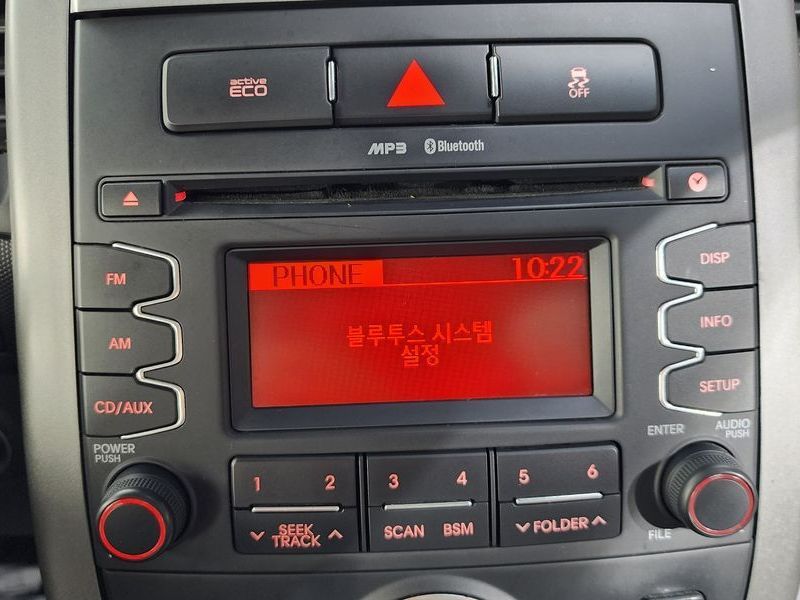 active
ECO
OFF
MP3 Bluetooth
FM
AM
CD/AUX
PHONE 10:22
블루투스 시스템
설정
DISP
INFO
SETUP
POWER
PUSH
ENTER
AUDIO
PUSH
FILE
1 2 3 4 5 6
SEEK
TRACK
SCAN BSM
FOLDER